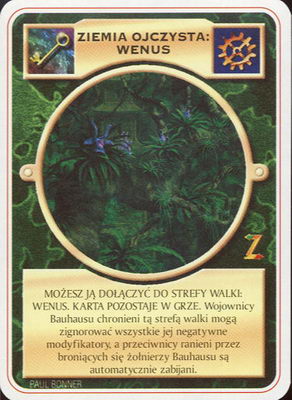 ZIEMIA OJCZYSTA:
WENUS
Z
MOŻESZ JĄ DOŁĄCZYĆ DO STREFY WALKI:
WENUS. KARTA POZOSTAJE W GRZE. Wojownicy
Bauhausu chronieni tą strefą walki mogą
zignorować wszystkie jej negatywne
modyfikatory, a przeciwnicy ranieni przez
broniących się żołnierzy Bauhausu są
automatycznie zabijani.
PAUL BONNER